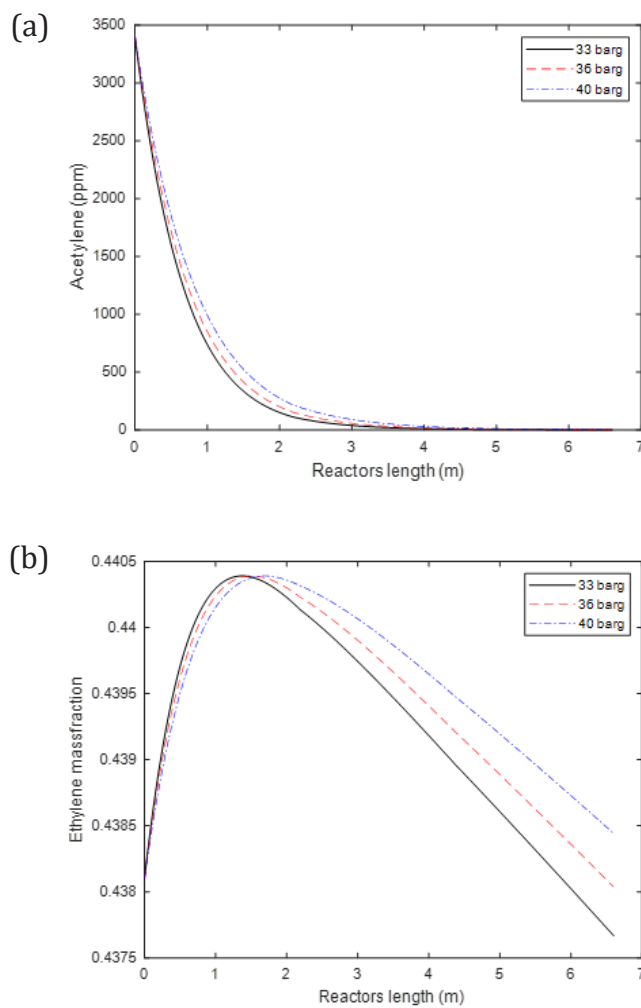 (a)
3500
3000
2500
2000
1500
1000
500
0
Acetylene (ppm)
33 barg
36 barg
40 barg
0 1 2 3 4 5 6 7
Reactors length (m)
(b)
0.4405
0.44
0.4395
0.439
0.4385
0.438
0.4375
Ethylene massfraction
33 barg
36 barg
40 barg
0 1 2 3 4 5 6 7
Reactors length (m)